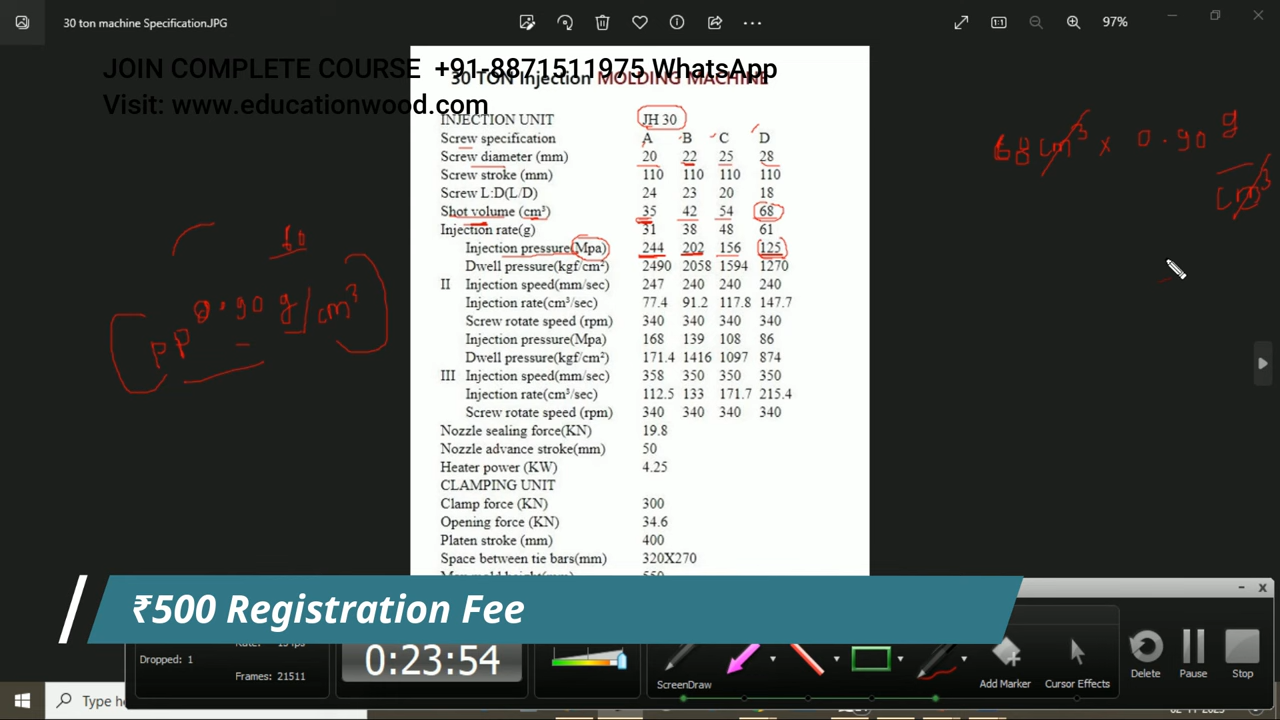 30 ton machine Specification.JPG
97%
JOIN COMPLETE COURSE +91-8871511975 WhatsApp
30 TON Injection MOLDING MACHINE
Visit: www.educationwood.com
INJECTION UNIT JH 30
Screw specification A B C D
Screw diameter (mm) 20 22 25 28
Screw stroke (mm) 110 110 110 110
Screw L:D(L/D) 24 23 20 18
Shot volume (cm³) 35 42 54 68
Injection rate(g) 31 38 48 61
Injection pressure(Mpa) 244 202 156 125
Dwell pressure(kgf/cm²) 2490 2058 1594 1270
II Injection speed(mm/sec) 247 240 240 240
Injection rate(cm³/sec) 77.4 91.2 117.8 147.7
Screw rotate speed (rpm) 340 340 340 340
Injection pressure(Mpa) 168 139 108 86
Dwell pressure(kgf/cm²) 171.4 1416 1097 874
III Injection speed(mm/sec) 358 350 350 350
Injection rate(cm³/sec) 112.5 133 171.7 215.4
Screw rotate speed (rpm) 340 340 340 340
Nozzle sealing force(KN) 19.8
Nozzle advance stroke(mm) 50
Heater power (KW) 4.25
CLAMPING UNIT
Clamp force (KN) 300
Opening force (KN) 34.6
Platen stroke (mm) 400
Space between tie bars(mm) 320X270
68 cm³ x 0.90 g
cm³
PP 0.90 g/cm³
₹500 Registration Fee
Dropped: 1
Frames: 21511
0:23:54
ScreenDraw
Add Marker
Cursor Effects
Delete
Pause
Stop
Type he